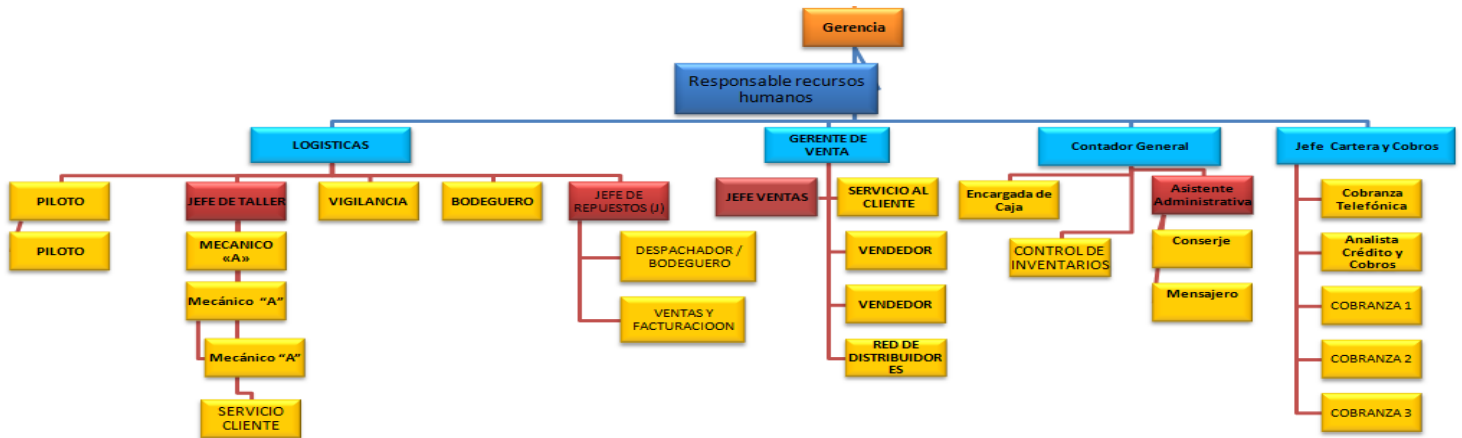 Gerencia
Responsable recursos
humanos
LOGISTICAS
GERENTE DE
VENTA
Contador General
Jefe Cartera y Cobros
PILOTO
JEFE DE TALLER
VIGILANCIA
BODEGUERO
JEFE DE
REPUESTOS (J)
PILOTO
MECANICO
«A»
Mecánico "A"
Mecánico "A"
SERVICIO
CLIENTE
DESPACHADOR /
BODEGUERO
VENTAS Y
FACTURACIOON
JEFE VENTAS
SERVICIO AL
CLIENTE
VENDEDOR
VENDEDOR
RED DE
DISTRIBUIDOR
ES
Encargada de
Caja
CONTROL DE
INVENTARIOS
Asistente
Administrativa
Conserje
Mensajero
Cobranza
Telefónica
Analista
Crédito y
Cobros
COBRANZA 1
COBRANZA 2
COBRANZA 3